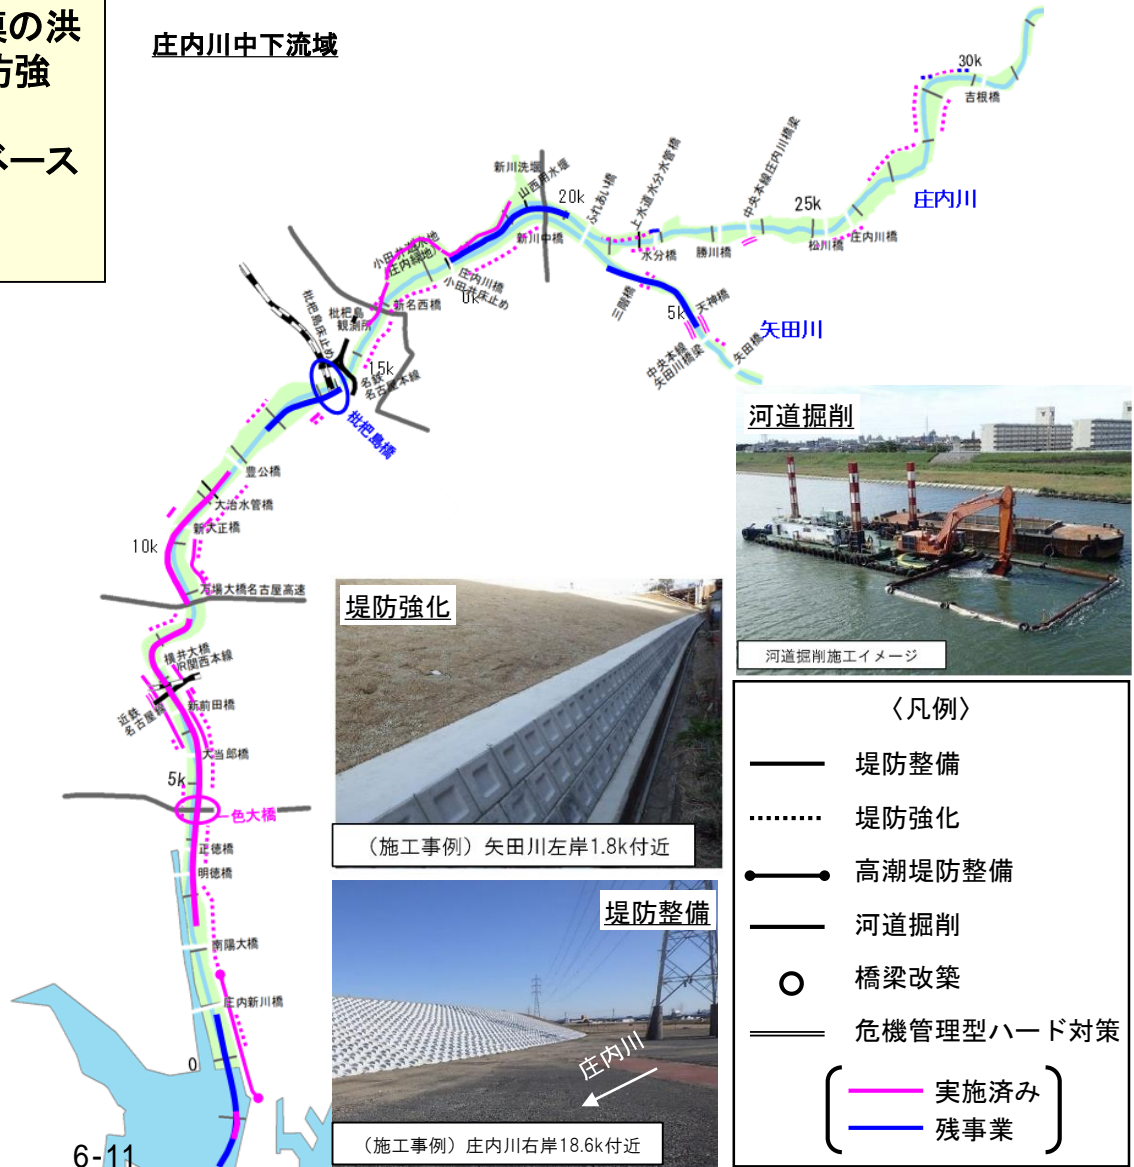 の洪
防強
ベース
庄内川中下流域
30k
吉根橋
庄内川
中央本線庄内川橋梁
上水道水分水管橋
ふれあい橋
25k
新川洗堰
山西用水堰
20k
庄内川橋
松川橋
勝川橋
水分橋
新川中橋
小田井遊水地
（庄内緑地）
庄内川橋
小田井床止め
0k
三階橋
5k
天神橋
矢田川
矢田橋
中央本線
矢田川橋梁
新名西橋
枇杷島
観測所
枇杷島床止め
15k
名鉄
名古屋本線
枇杷島橋
豊公橋
大治水管橋
新大正橋
10k
万場大橋名古屋高速
横井大橋
JR関西本線
近鉄
名古屋線
新前田橋
大当郎橋
5k
一色大橋
正徳橋
明徳橋
南陽大橋
庄内新川橋
0
6-11
河道掘削
河道掘削施工イメージ
堤防強化
（施工事例）矢田川左岸1.8k付近
堤防整備
庄内川
（施工事例）庄内川右岸18.6k付近
〈凡例〉
堤防整備
堤防強化
高潮堤防整備
河道掘削
橋梁改築
危機管理型ハード対策
実施済み
残事業